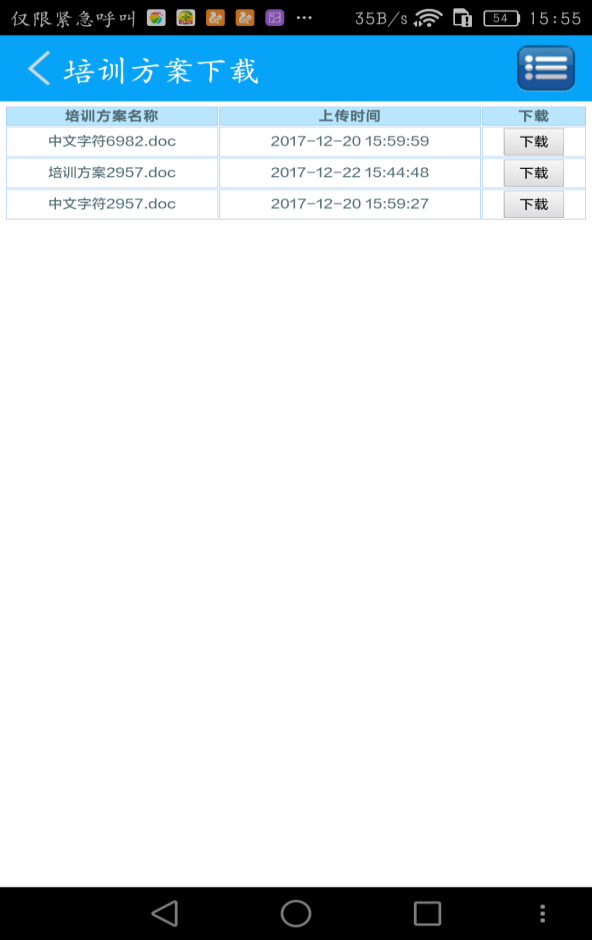 仅限紧急呼叫 ··· 35B/s 54 15:55
培训方案下载
培训方案名称 上传时间 下载
中文字符6982.doc 2017-12-20 15:59:59 下载
培训方案2957.doc 2017-12-22 15:44:48 下载
中文字符2957.doc 2017-12-20 15:59:27 下载